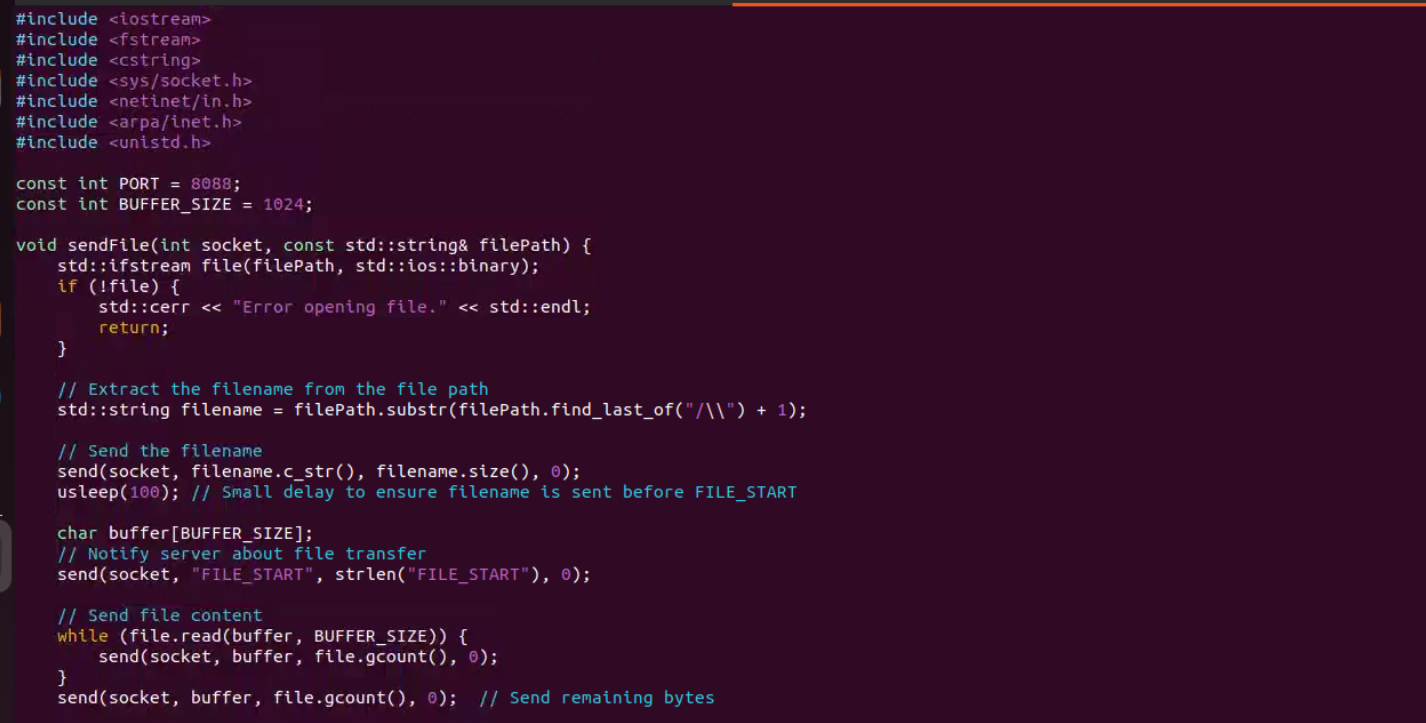 #include <iostream>
#include <fstream>
#include <cstring>
#include <sys/socket.h>
#include <netinet/in.h>
#include <arpa/inet.h>
#include <unistd.h>

const int PORT = 8088;
const int BUFFER_SIZE = 1024;

void sendFile(int socket, const std::string& filePath) {
    std::ifstream file(filePath, std::ios::binary);
    if (!file) {
        std::cerr << "Error opening file." << std::endl;
        return;
    }

    // Extract the filename from the file path
    std::string filename = filePath.substr(filePath.find_last_of("/\\") + 1);

    // Send the filename
    send(socket, filename.c_str(), filename.size(), 0);
    usleep(100); // Small delay to ensure filename is sent before FILE_START

    char buffer[BUFFER_SIZE];
    // Notify server about file transfer
    send(socket, "FILE_START", strlen("FILE_START"), 0);

    // Send file content
    while (file.read(buffer, BUFFER_SIZE)) {
        send(socket, buffer, file.gcount(), 0);
    }
    send(socket, buffer, file.gcount(), 0);  // Send remaining bytes